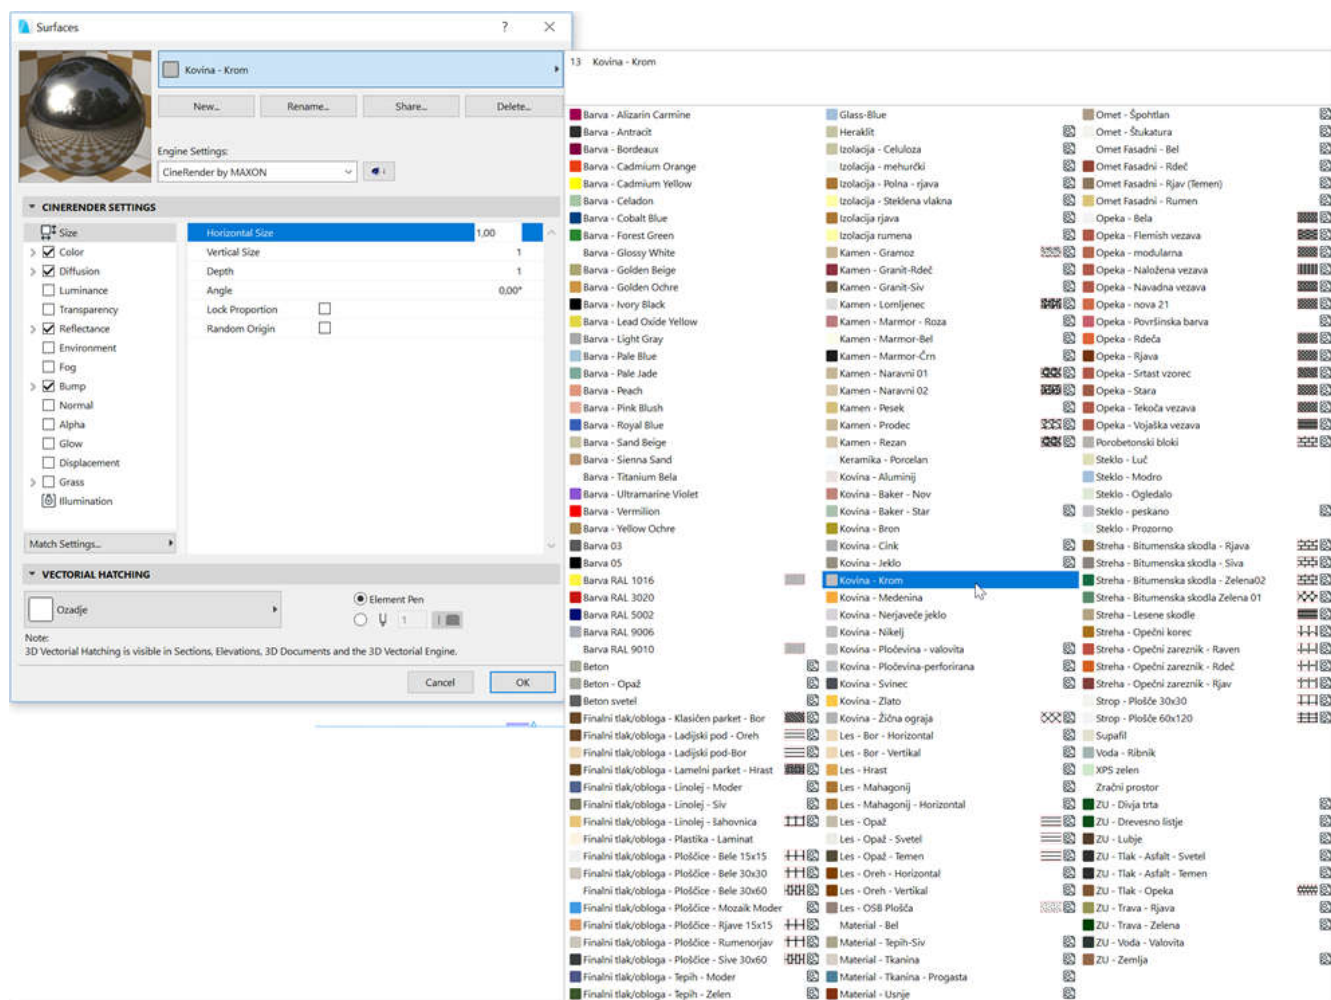 Surfaces
?
Kovina - Krom
New...
Rename...
Share...
Delete...
Engine Settings:
CineRender by MAXON
CINERENDER SETTINGS
Size
Color
Diffusion
Luminance
Transparency
Reflectance
Environment
Fog
Bump
Normal
Alpha
Glow
Displacement
Grass
Illumination
Match Settings...
Horizontal Size 1,00
Vertical Size 1
Depth 1
Angle 0,00°
Lock Proportion
Random Origin
VECTORIAL HATCHING
Ozadje
Element Pen
1
Note:
3D Vectorial Hatching is visible in Sections, Elevations, 3D Documents and the 3D Vectorial Engine.
Cancel
OK
13 Kovina - Krom
Barva - Alizarin Carmine
Barva - Antracit
Barva - Bordeaux
Barva - Cadmium Orange
Barva - Cadmium Yellow
Barva - Celadon
Barva - Cobalt Blue
Barva - Forest Green
Barva - Glossy White
Barva - Golden Beige
Barva - Golden Ochre
Barva - Ivory Black
Barva - Lead Oxide Yellow
Barva - Light Gray
Barva - Pale Blue
Barva - Pale Jade
Barva - Peach
Barva - Pink Blush
Barva - Royal Blue
Barva - Sand Beige
Barva - Sienna Sand
Barva - Titanium Bela
Barva - Ultramarine Violet
Barva - Vermilion
Barva - Yellow Ochre
Barva 03
Barva 05
Barva RAL 1016
Barva RAL 3020
Barva RAL 5002
Barva RAL 9006
Barva RAL 9010
Beton
Beton - Opaž
Beton svetel
Finalni tlak/obloga - Klasičen parket - Bor
Finalni tlak/obloga - Ladijski pod - Oreh
Finalni tlak/obloga - Ladijski pod-Bor
Finalni tlak/obloga - Lamelni parket - Hrast
Finalni tlak/obloga - Linolej - Moder
Finalni tlak/obloga - Linolej - Siv
Finalni tlak/obloga - Linolej - šahovnica
Finalni tlak/obloga - Plastika - Laminat
Finalni tlak/obloga - Ploščice - Bele 15x15
Finalni tlak/obloga - Ploščice - Bele 30x30
Finalni tlak/obloga - Ploščice - Bele 30x60
Finalni tlak/obloga - Ploščice - Mozaik Moder
Finalni tlak/obloga - Ploščice - Rjave 15x15
Finalni tlak/obloga - Ploščice - Rumenorjav
Finalni tlak/obloga - Ploščice - Sive 30x60
Finalni tlak/obloga - Tepih - Moder
Finalni tlak/obloga - Tepih - Zelen
Glass-Blue
Heraklit
Izolacija - Celuloza
Izolacija - mehurčki
Izolacija - Polna - rjava
Izolacija - Steklena vlakna
Izolacija rjava
Izolacija rumena
Kamen - Gramoz
Kamen - Granit-Rdeč
Kamen - Granit-Siv
Kamen - Lomljenec
Kamen - Marmor - Roza
Kamen - Marmor-Bel
Kamen - Marmor-Črn
Kamen - Naravni 01
Kamen - Naravni 02
Kamen - Pesek
Kamen - Prodec
Kamen - Rezan
Keramika - Porcelan
Kovina - Aluminij
Kovina - Baker - Nov
Kovina - Baker - Star
Kovina - Bron
Kovina - Cink
Kovina - Jeklo
Kovina - Krom
Kovina - Medenina
Kovina - Nerjaveče jeklo
Kovina - Nikelj
Kovina - Pločevina - valovita
Kovina - Pločevina-perforirana
Kovina - Svinec
Kovina - Zlato
Kovina - Žična ograja
Les - Bor - Horizontal
Les - Bor - Vertikal
Les - Hrast
Les - Mahagonij
Les - Mahagonij - Horizontal
Les - Opaž
Les - Opaž - Svetel
Les - Opaž - Temen
Les - Oreh - Horizontal
Les - Oreh - Vertikal
Les - OSB Plošča
Material - Bel
Material - Tepih-Siv
Material - Tkanina
Material - Tkanina - Progasta
Material - Usnje
Omet - Špohtlan
Omet - Štukatura
Omet Fasadni - Bel
Omet Fasadni - Rdeč
Omet Fasadni - Rjav (Temen)
Omet Fasadni - Rumen
Opeka - Bela
Opeka - Flemish vezava
Opeka - modularna
Opeka - Naložena vezava
Opeka - Navadna vezava
Opeka - nova 21
Opeka - Površinska barva
Opeka - Rdeča
Opeka - Rjava
Opeka - Srtast vzorec
Opeka - Stara
Opeka - Tekoča vezava
Opeka - Vojaška vezava
Porobetonski bloki
Steklo - Luč
Steklo - Modro
Steklo - Ogledalo
Steklo - peskano
Steklo - Prozorno
Streha - Bitumenska skodla - Rjava
Streha - Bitumenska skodla - Siva
Streha - Bitumenska skodla - Zelena02
Streha - Bitumenska skodla Zelena 01
Streha - Lesene skodle
Streha - Opečni korec
Streha - Opečni zareznik - Raven
Streha - Opečni zareznik - Rdeč
Streha - Opečni zareznik - Rjav
Strop - Plošče 30x30
Strop - Plošče 60x120
Supafil
Voda - Ribnik
XPS zelen
Zračni prostor
ZU - Divja trta
ZU - Drevesno listje
ZU - Lubje
ZU - Tlak - Asfalt - Svetel
ZU - Tlak - Asfalt - Temen
ZU - Tlak - Opeka
ZU - Trava - Rjava
ZU - Trava - Zelena
ZU - Voda - Valovita
ZU - Zemlja